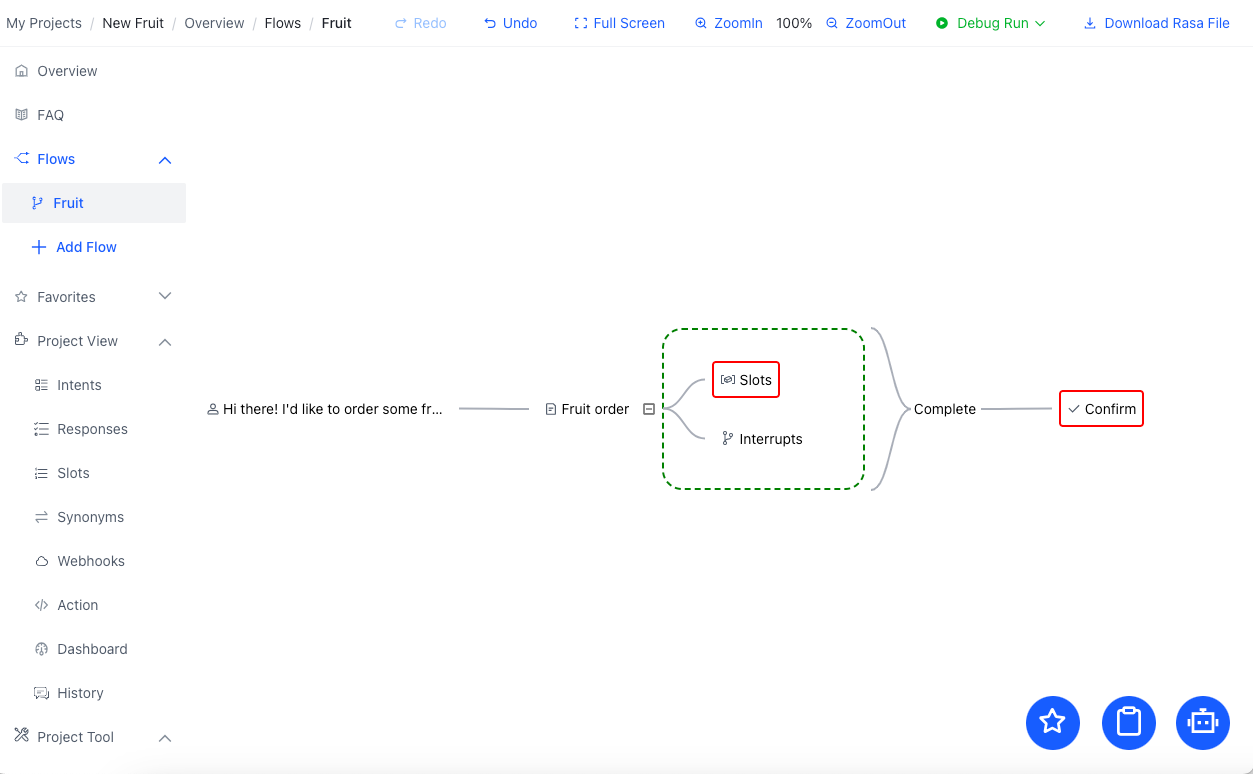 My Projects / New Fruit / Overview / Flows / Fruit
Redo
Undo
Full Screen
ZoomIn
100%
ZoomOut
Debug Run
Download Rasa File
Overview
FAQ
Flows
Fruit
Add Flow
Favorites
Project View
Intents
Responses
Slots
Synonyms
Webhooks
Action
Dashboard
History
Project Tool
Hi there! I'd like to order some fr...
Fruit order
Slots
Interrupts
Complete
Confirm